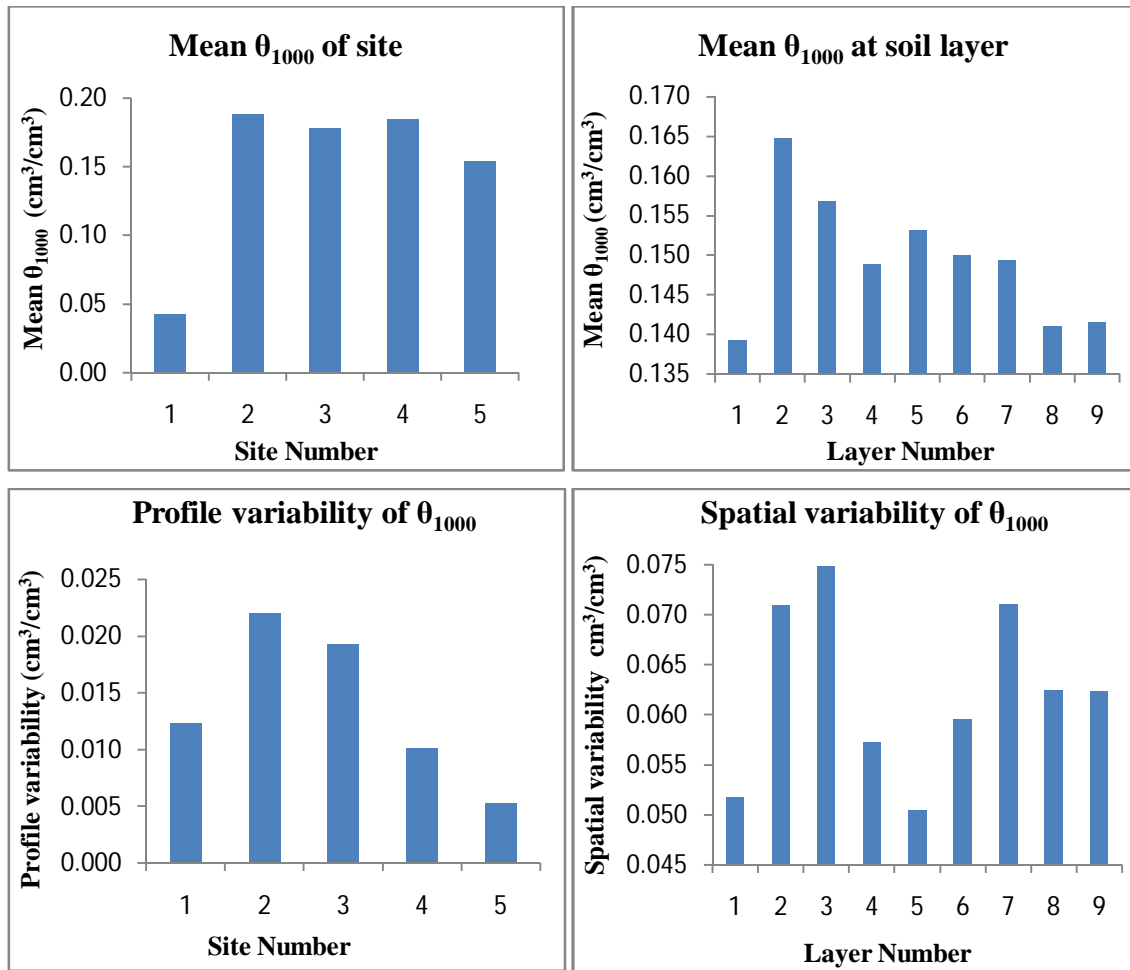 Mean θ₁₀₀₀ of site
Mean θ₁₀₀₀ (cm³/cm³)
0.20
0.15
0.10
0.05
0.00
1 2 3 4 5
Site Number
Mean θ₁₀₀₀ at soil layer
Mean θ₁₀₀₀ (cm³/cm³)
0.170
0.165
0.160
0.155
0.150
0.145
0.140
0.135
1 2 3 4 5 6 7 8 9
Layer Number
Profile variability of θ₁₀₀₀
Profile variability (cm³/cm³)
0.025
0.020
0.015
0.010
0.005
0.000
1 2 3 4 5
Site Number
Spatial variability of θ₁₀₀₀
Spatial variability cm³/cm³)
0.075
0.070
0.065
0.060
0.055
0.050
0.045
1 2 3 4 5 6 7 8 9
Layer Number